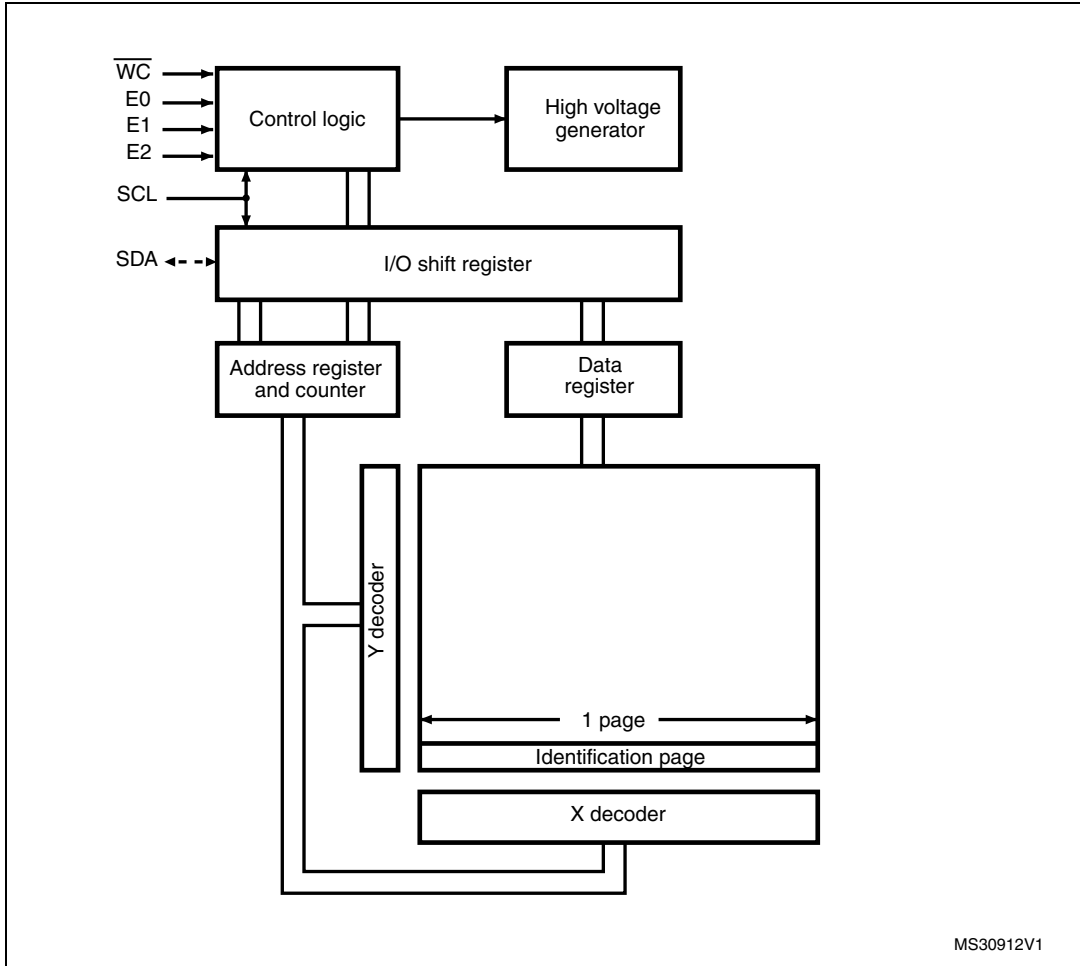 W̅C̅
E0
E1
E2
SCL
SDA
Control logic
High voltage
generator
I/O shift register
Address register
and counter
Data
register
Y decoder
1 page
Identification page
X decoder
MS30912V1